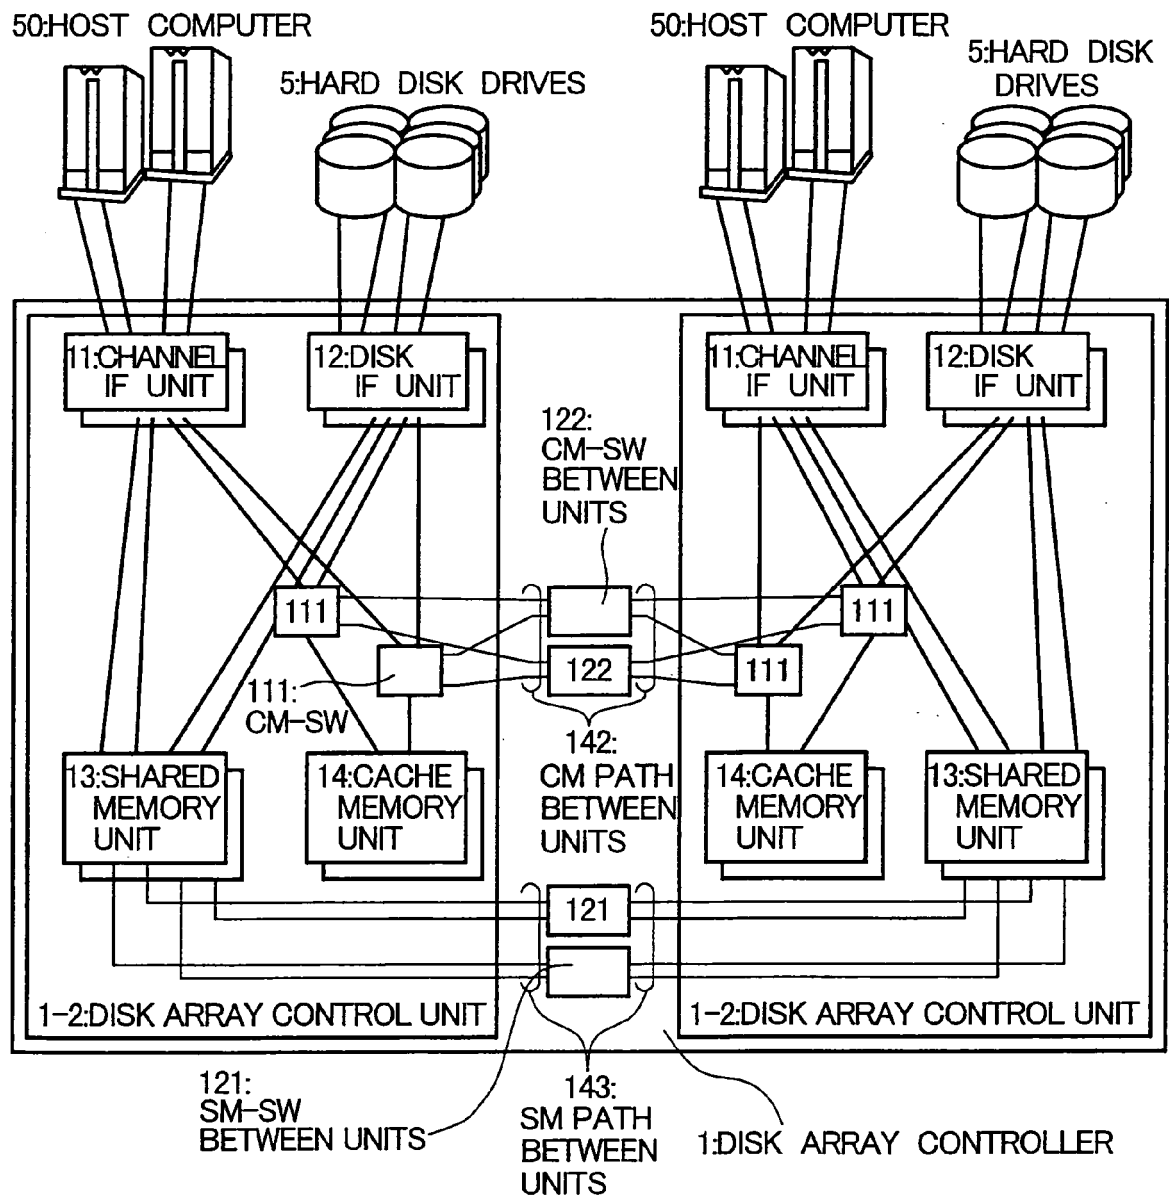 50:HOST COMPUTER
5:HARD DISK DRIVES
50:HOST COMPUTER
5:HARD DISK
DRIVES
11:CHANNEL
IF UNIT
12:DISK
IF UNIT
11:CHANNEL
IF UNIT
12:DISK
IF UNIT
122:
CM-SW
BETWEEN
UNITS
111
111
122
111
111:
CM-SW
142:
CM PATH
BETWEEN
UNITS
13:SHARED
MEMORY
UNIT
14:CACHE
MEMORY
UNIT
14:CACHE
MEMORY
UNIT
13:SHARED
MEMORY
UNIT
121
1-2:DISK ARRAY CONTROL UNIT
1-2:DISK ARRAY CONTROL UNIT
121:
SM-SW
BETWEEN UNITS
143:
SM PATH
BETWEEN
UNITS
1:DISK ARRAY CONTROLLER